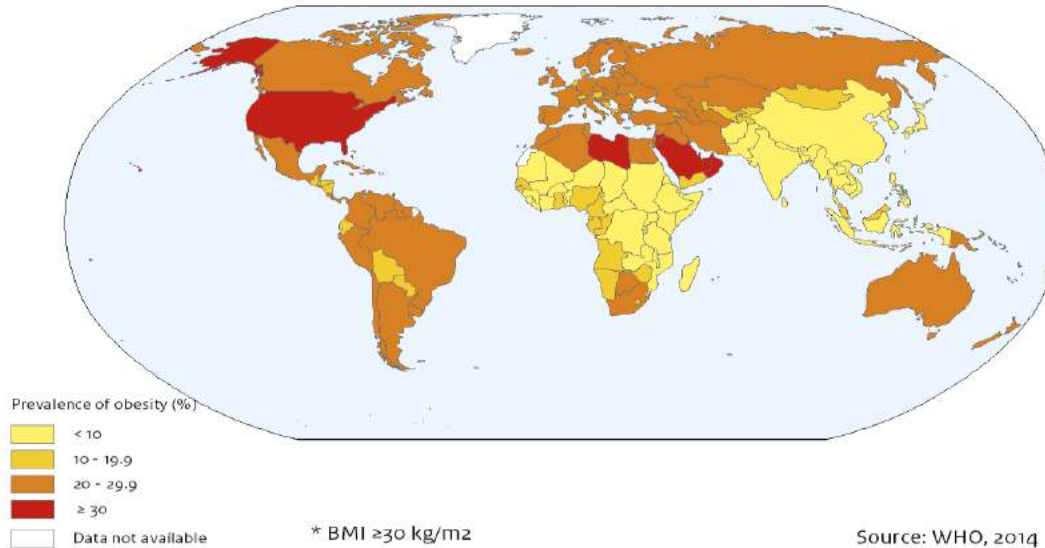 Prevalence of obesity (%)
< 10
10 - 19.9
20 - 29.9
≥ 30
Data not available
* BMI ≥30 kg/m2
Source: WHO, 2014